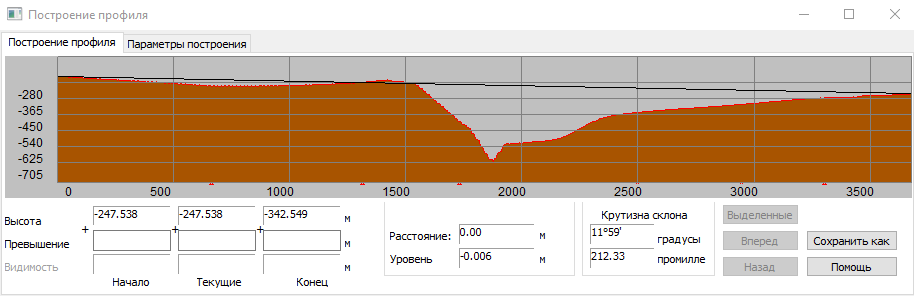 Построение профиля
Построение профиля Параметры построения
-280
-365
-450
-540
-625
-705
0 500 1000 1500 2000 2500 3000 3500
Высота -247.538 -247.538 -342.549 м
Превышение + + + м
Видимость м
Начало Текущие Конец
Расстояние: 0.00 м
Уровень -0.006 м
Крутизна склона
11°59' градусы
212.33 промилле
Выделенные
Вперед Сохранить как
Назад Помощь